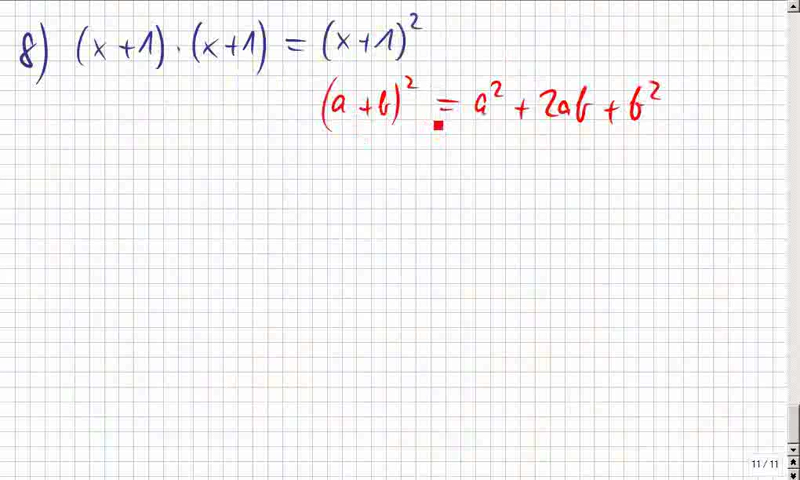 8) (x+1)·(x+1) = (x+1)²
(a+b)² = a² + 2ab + b²
11/11